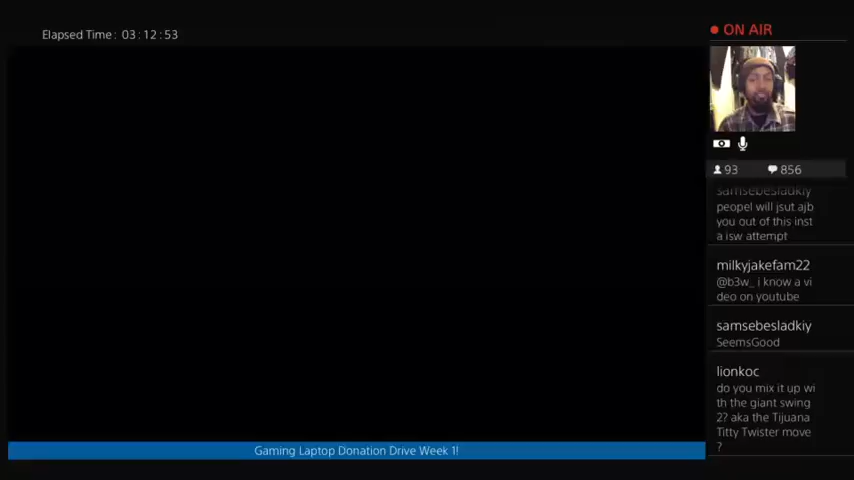 Elapsed Time: 03:12:53
ON AIR
93 856
samsebesladkiy
peopel will jsut ajb
you out of this inst
a isw attempt
milkyjakefam22
@b3w_ i know a vi
deo on youtube
samsebesladkiy
SeemsGood
lionkoc
do you mix it up wi
th the giant swing
2? aka the Tijuana
Titty Twister move
?
Gaming Laptop Donation Drive Week 1!